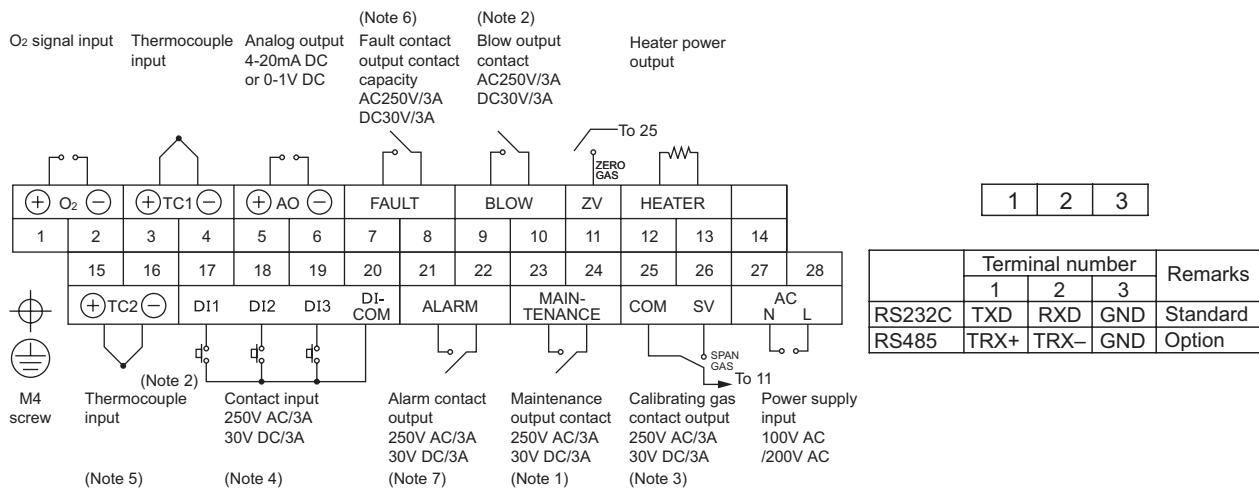 (Note 6)
(Note 2)
O2 signal input
Thermocouple
input
Analog output
4-20mA DC
or 0-1V DC
Fault contact
output contact
capacity
AC250V/3A
DC30V/3A
Blow output
contact
AC250V/3A
DC30V/3A
Heater power
output
To 25
ZERO
GAS
+ O2 −
+ TC1 −
+ AO −
FAULT
BLOW
ZV
HEATER
1 2 3 4 5 6 7 8 9 10 11 12 13 14
15 16 17 18 19 20 21 22 23 24 25 26 27 28
+ TC2 −
DI1
DI2
DI3
DI-
COM
ALARM
MAIN-
TENANCE
COM
SV
AC
N L
SPAN
GAS
To 11
M4
screw
(Note 2)
Thermocouple
input
(Note 5)
Contact input
250V AC/3A
30V DC/3A
(Note 4)
Alarm contact
output
250V AC/3A
30V DC/3A
(Note 7)
Maintenance
output contact
250V AC/3A
30V DC/3A
(Note 1)
Calibrating gas
contact output
250V AC/3A
30V DC/3A
(Note 3)
Power supply
input
100V AC
/200V AC
1 2 3
Terminal number Remarks
1 2 3
RS232C TXD RXD GND Standard
RS485 TRX+ TRX– GND Option